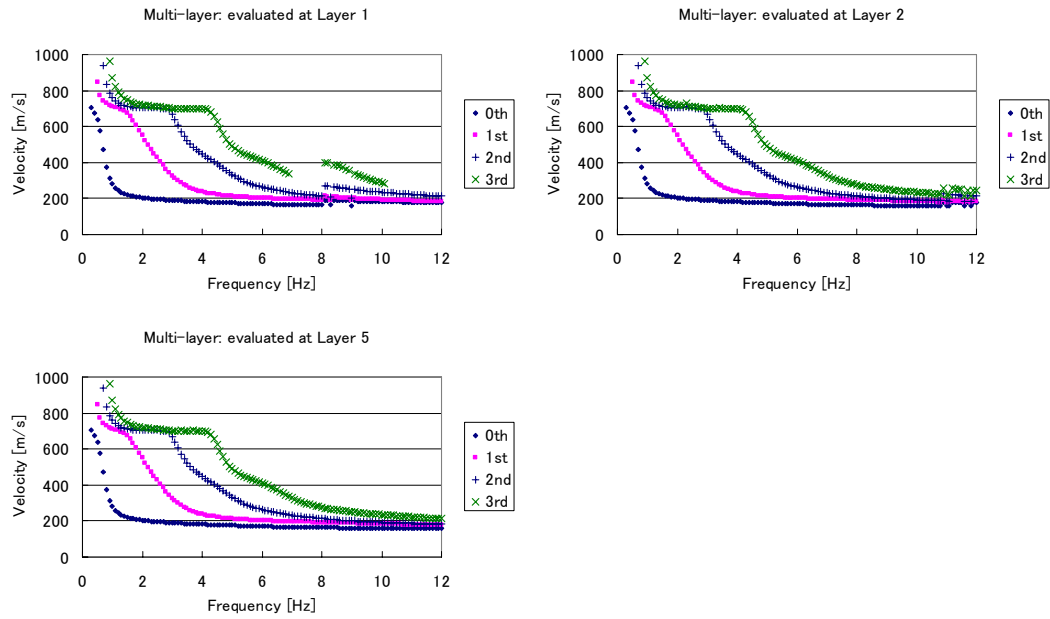 Multi-layer: evaluated at Layer 1
1000
800
600
400
200
0
Velocity [m/s]
0 2 4 6 8 10 12
Frequency [Hz]
0th
1st
2nd
3rd
Multi-layer: evaluated at Layer 2
1000
800
600
400
200
0
Velocity [m/s]
0 2 4 6 8 10 12
Frequency [Hz]
0th
1st
2nd
3rd
Multi-layer: evaluated at Layer 5
1000
800
600
400
200
0
Velocity [m/s]
0 2 4 6 8 10 12
Frequency [Hz]
0th
1st
2nd
3rd